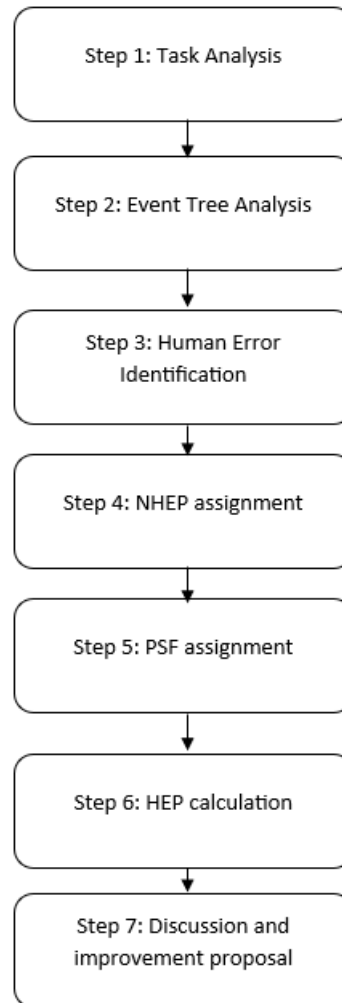 Step 1: Task Analysis
Step 2: Event Tree Analysis
Step 3: Human Error
Identification
Step 4: NHEP assignment
Step 5: PSF assignment
Step 6: HEP calculation
Step 7: Discussion and
improvement proposal